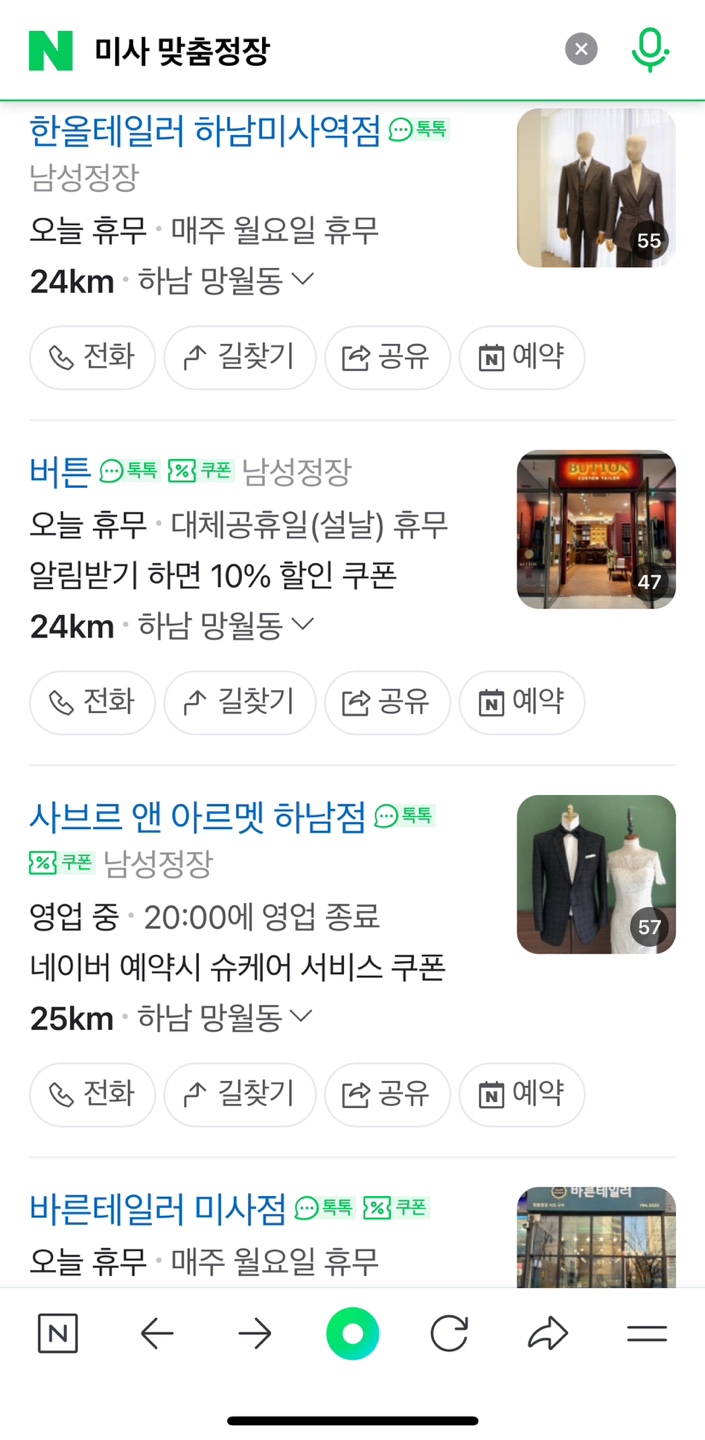 N 미사 맞춤정장
한올테일러 하남미사역점 톡톡
남성정장
오늘 휴무 · 매주 월요일 휴무
24km · 하남 망월동
55
전화 길찾기 공유 N 예약
버튼 톡톡 쿠폰 남성정장
오늘 휴무 · 대체공휴일(설날) 휴무
알림받기 하면 10% 할인 쿠폰
24km · 하남 망월동
BUTTON
CUSTOM TAILOR
47
전화 길찾기 공유 N 예약
사브르 앤 아르멧 하남점 톡톡
% 쿠폰 남성정장
영업 중 · 20:00에 영업 종료
네이버 예약시 슈케어 서비스 쿠폰
25km · 하남 망월동
57
전화 길찾기 공유 N 예약
바른테일러 미사점 톡톡 % 쿠폰
오늘 휴무 · 매주 월요일 휴무
바른테일러
N